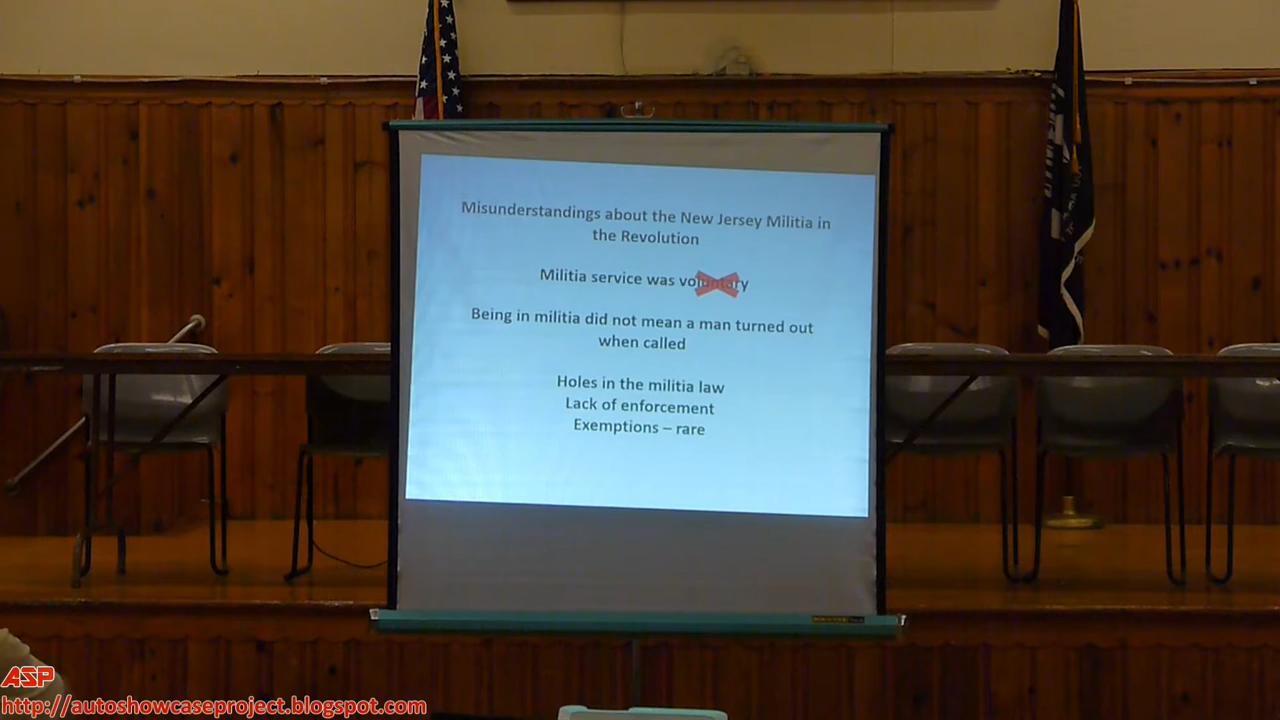 Misunderstandings about the New Jersey Militia in
the Revolution
Militia service was voluntary
Being in militia did not mean a man turned out
when called
Holes in the militia law
Lack of enforcement
Exemptions – rare
ASP
http://autoshowcaseproject.blogspot.com